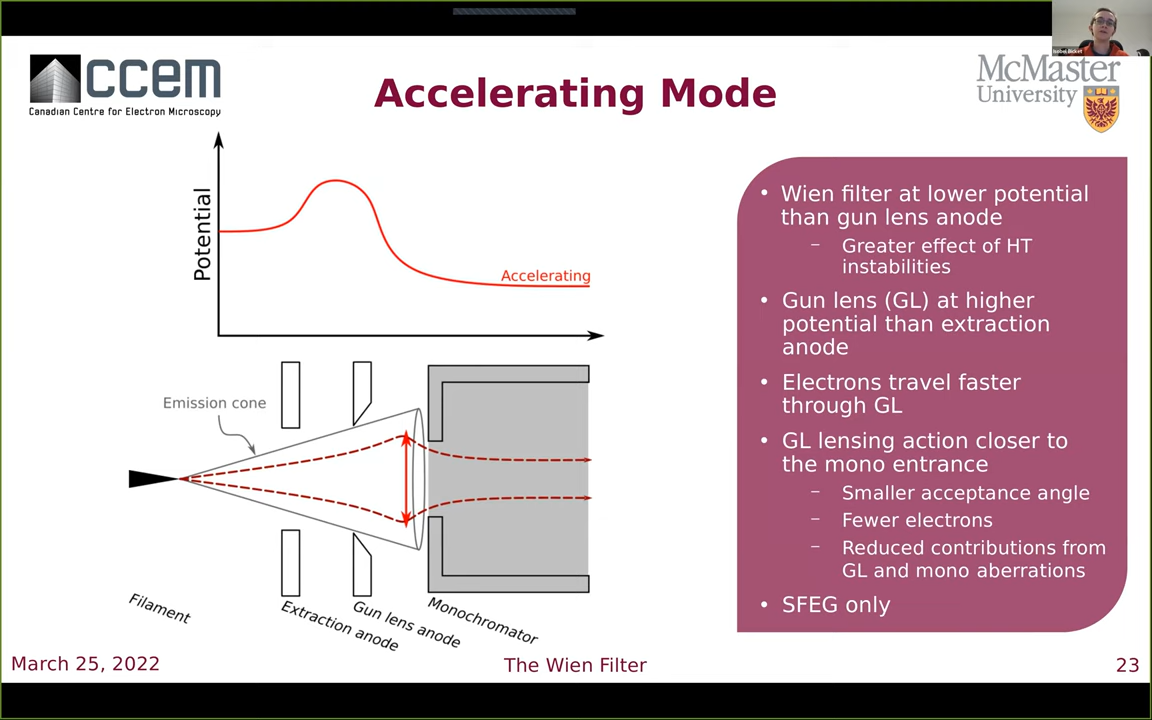 Isobel Bicket
ccem
Canadian Centre for Electron Microscopy
Accelerating Mode
McMaster
University
Potential
Accelerating
Emission cone
Filament
Extraction anode
Gun lens anode
Monochromator
• Wien filter at lower potential
than gun lens anode
– Greater effect of HT
instabilities
• Gun lens (GL) at higher
potential than extraction
anode
• Electrons travel faster
through GL
• GL lensing action closer to
the mono entrance
– Smaller acceptance angle
– Fewer electrons
– Reduced contributions from
GL and mono aberrations
• SFEG only
March 25, 2022
The Wien Filter
23